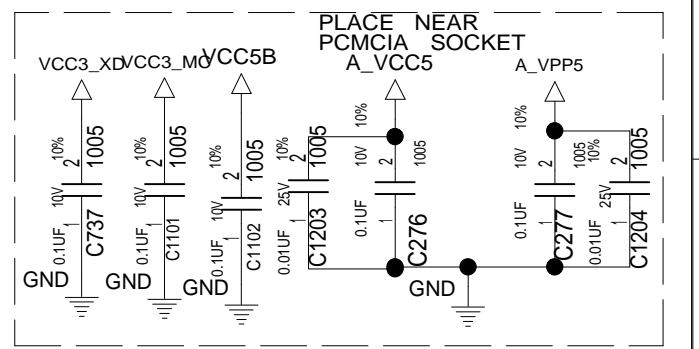 PLACE NEAR
PCMCIA SOCKET
VCC3_XD
VCC3_MC
VCC5B
A_VCC5
A_VPP5
10%
2
1005
10V
0.1UF
1
C737
GND
10%
2
1005
10V
0.1UF
1
C1101
GND
10%
2
1005
10V
0.1UF
1
C1102
GND
10%
2
1005
25V
0.01UF
1
C1203
10%
10V
2
1005
0.1UF
1
C276
GND
10%
10V
2
1005
0.1UF
1
C277
10%
2
1005
25V
0.01UF
1
C1204